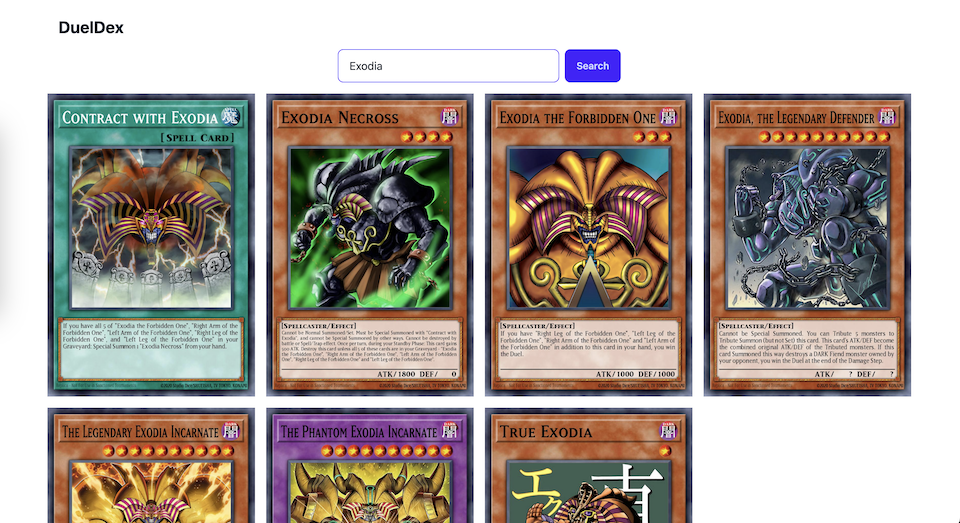 DuelDex
Exodia
Search
Contract with Exodia
[Spell Card]
If you have all 5 of "Exodia the Forbidden One", "Right Arm of the
Forbidden One", "Left Arm of the Forbidden One", "Right Leg of the
Forbidden One", and "Left Leg of the Forbidden One" in your
Graveyard: Special Summon 1 "Exodia Necross" from your hand.
Exodia Necross
[Spellcaster/Effect]
Cannot be Normal Summoned/Set. Must be Special Summoned with "Contract with
Exodia", and cannot be Special Summoned by other ways. Cannot be destroyed by
battle or Spell/Trap effect. Once per turn, during your Standby Phase: This card gains
500 ATK. Destroy this card
the Forbidden One", "Right Arm of the Forbidden One", "Left Arm of the Forbidden
One", "Right Leg of the Forbidden One" and "Left Leg of the Forbidden One"
ATK/1800 DEF/ 0
Exodia the Forbidden One
[Spellcaster/Effect]
If you have "Right Leg of the Forbidden One", "Left Leg of the
Forbidden One", "Right Arm of the Forbidden One" and "Left Arm of
the Forbidden One" in addition to this card in your hand, you win
the Duel.
ATK/1000 DEF/1000
Exodia, the Legendary Defender
[Spellcaster/Effect]
Cannot be Special Summoned. You can Tribute 3 monsters to
Tribute Summon (but not Set) this card. This card's ATK/DEF become
the combined original ATK/DEF of the Tributed monsters. If this
card Summoned this way destroys a DARK Fiend monster owned by
your opponent, you win the Duel at the end of the Damage Step.
ATK/ ? DEF/ ?
The Legendary Exodia Incarnate
The Phantom Exodia Incarnate
True Exodia
エク
真